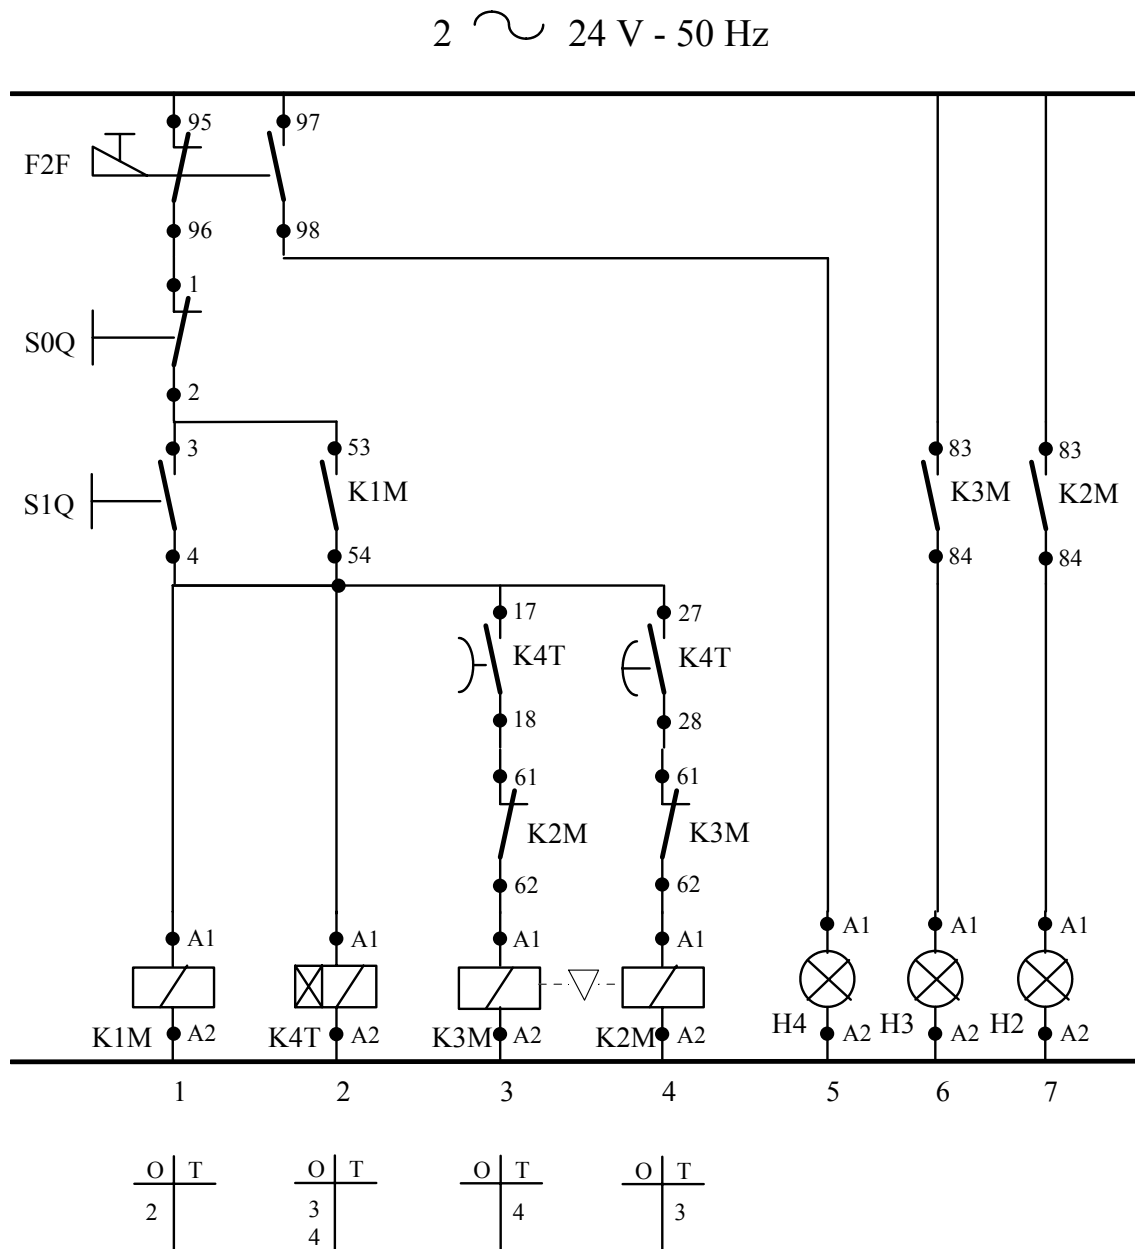 2 24 V - 50 Hz
95 97
F2F
96 98
1
S0Q
2
3 53 83 83
K1M K3M K2M
S1Q
4 54 84 84
17 27
K4T K4T
18 28
61 61
K2M K3M
62 62
A1 A1 A1 A1 A1 A1 A1
K1M A2 K4T A2 K3M A2 K2M A2 H4 A2 H3 A2 H2 A2
1 2 3 4 5 6 7
O T O T O T O T
2 3 4 3
4